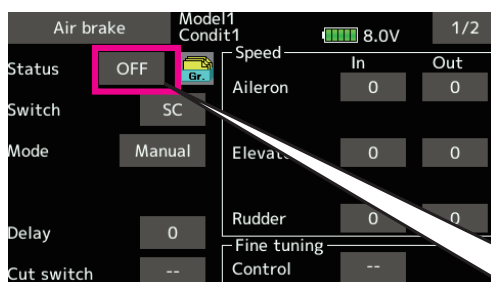 Air brake
Model1
Condit1
8.0V
1/2
Status
OFF
Gr.
Switch
SC
Mode
Manual
Delay
0
Cut switch
--
Speed
In
Out
Aileron
0
0
0
0
Rudder
0
0
Fine tuning
Control
--